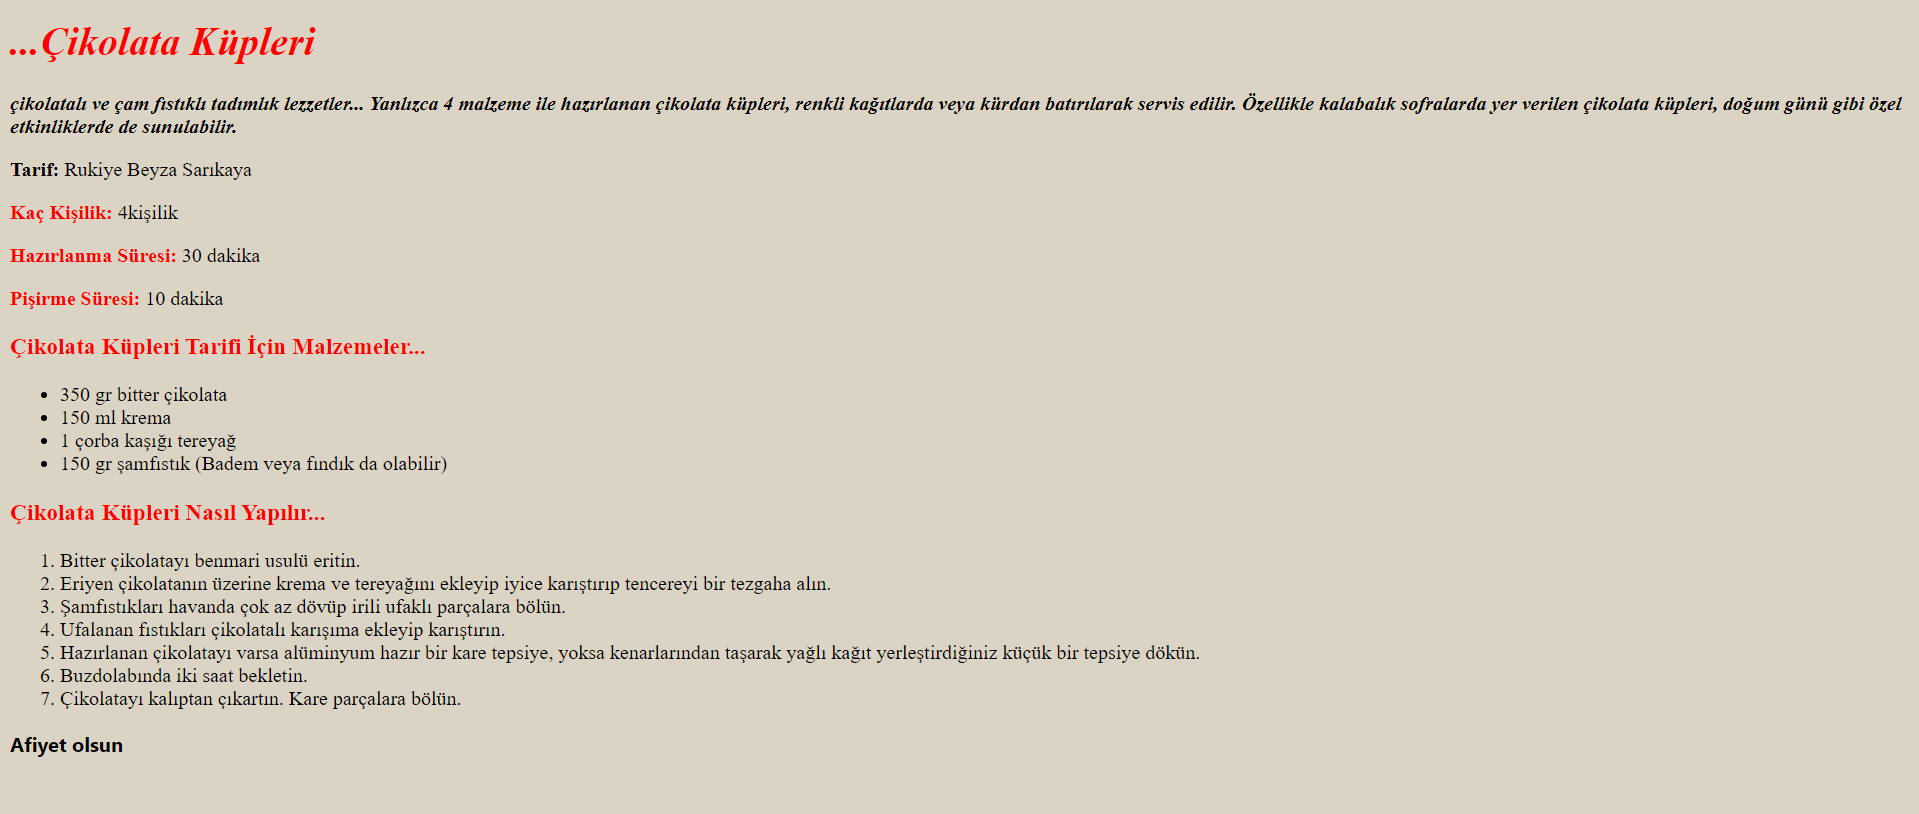 ...Çikolata Küpleri
çikolatalı ve çam fıstıklı tadımlık lezzetler... Yanlızca 4 malzeme ile hazırlanan çikolata küpleri, renkli kağıtlarda veya kürdan batırılarak servis edilir. Özellikle kalabalık sofralarda yer verilen çikolata küpleri, doğum günü gibi özel
etkinliklerde de sunulabilir.
Tarif: Rukiye Beyza Sarıkaya
Kaç Kişilik: 4kişilik
Hazırlanma Süresi: 30 dakika
Pişirme Süresi: 10 dakika
Çikolata Küpleri Tarifi İçin Malzemeler...
• 350 gr bitter çikolata
• 150 ml krema
• 1 çorba kaşığı tereyağ
• 150 gr şamfıstık (Badem veya fındık da olabilir)
Çikolata Küpleri Nasıl Yapılır...
1. Bitter çikolatayı benmari usulü eritin.
2. Eriyen çikolatanın üzerine krema ve tereyağını ekleyip iyice karıştırıp tencereyi bir tezgaha alın.
3. Şamfıstıkları havanda çok az dövüp irili ufaklı parçalara bölün.
4. Ufalanan fıstıkları çikolatalı karışıma ekleyip karıştırın.
5. Hazırlanan çikolatayı varsa alüminyum hazır bir kare tepsiye, yoksa kenarlarından taşarak yağlı kağıt yerleştirdiğiniz küçük bir tepsiye dökün.
6. Buzdolabında iki saat bekletin.
7. Çikolatayı kalıptan çıkartın. Kare parçalara bölün.
Afiyet olsun